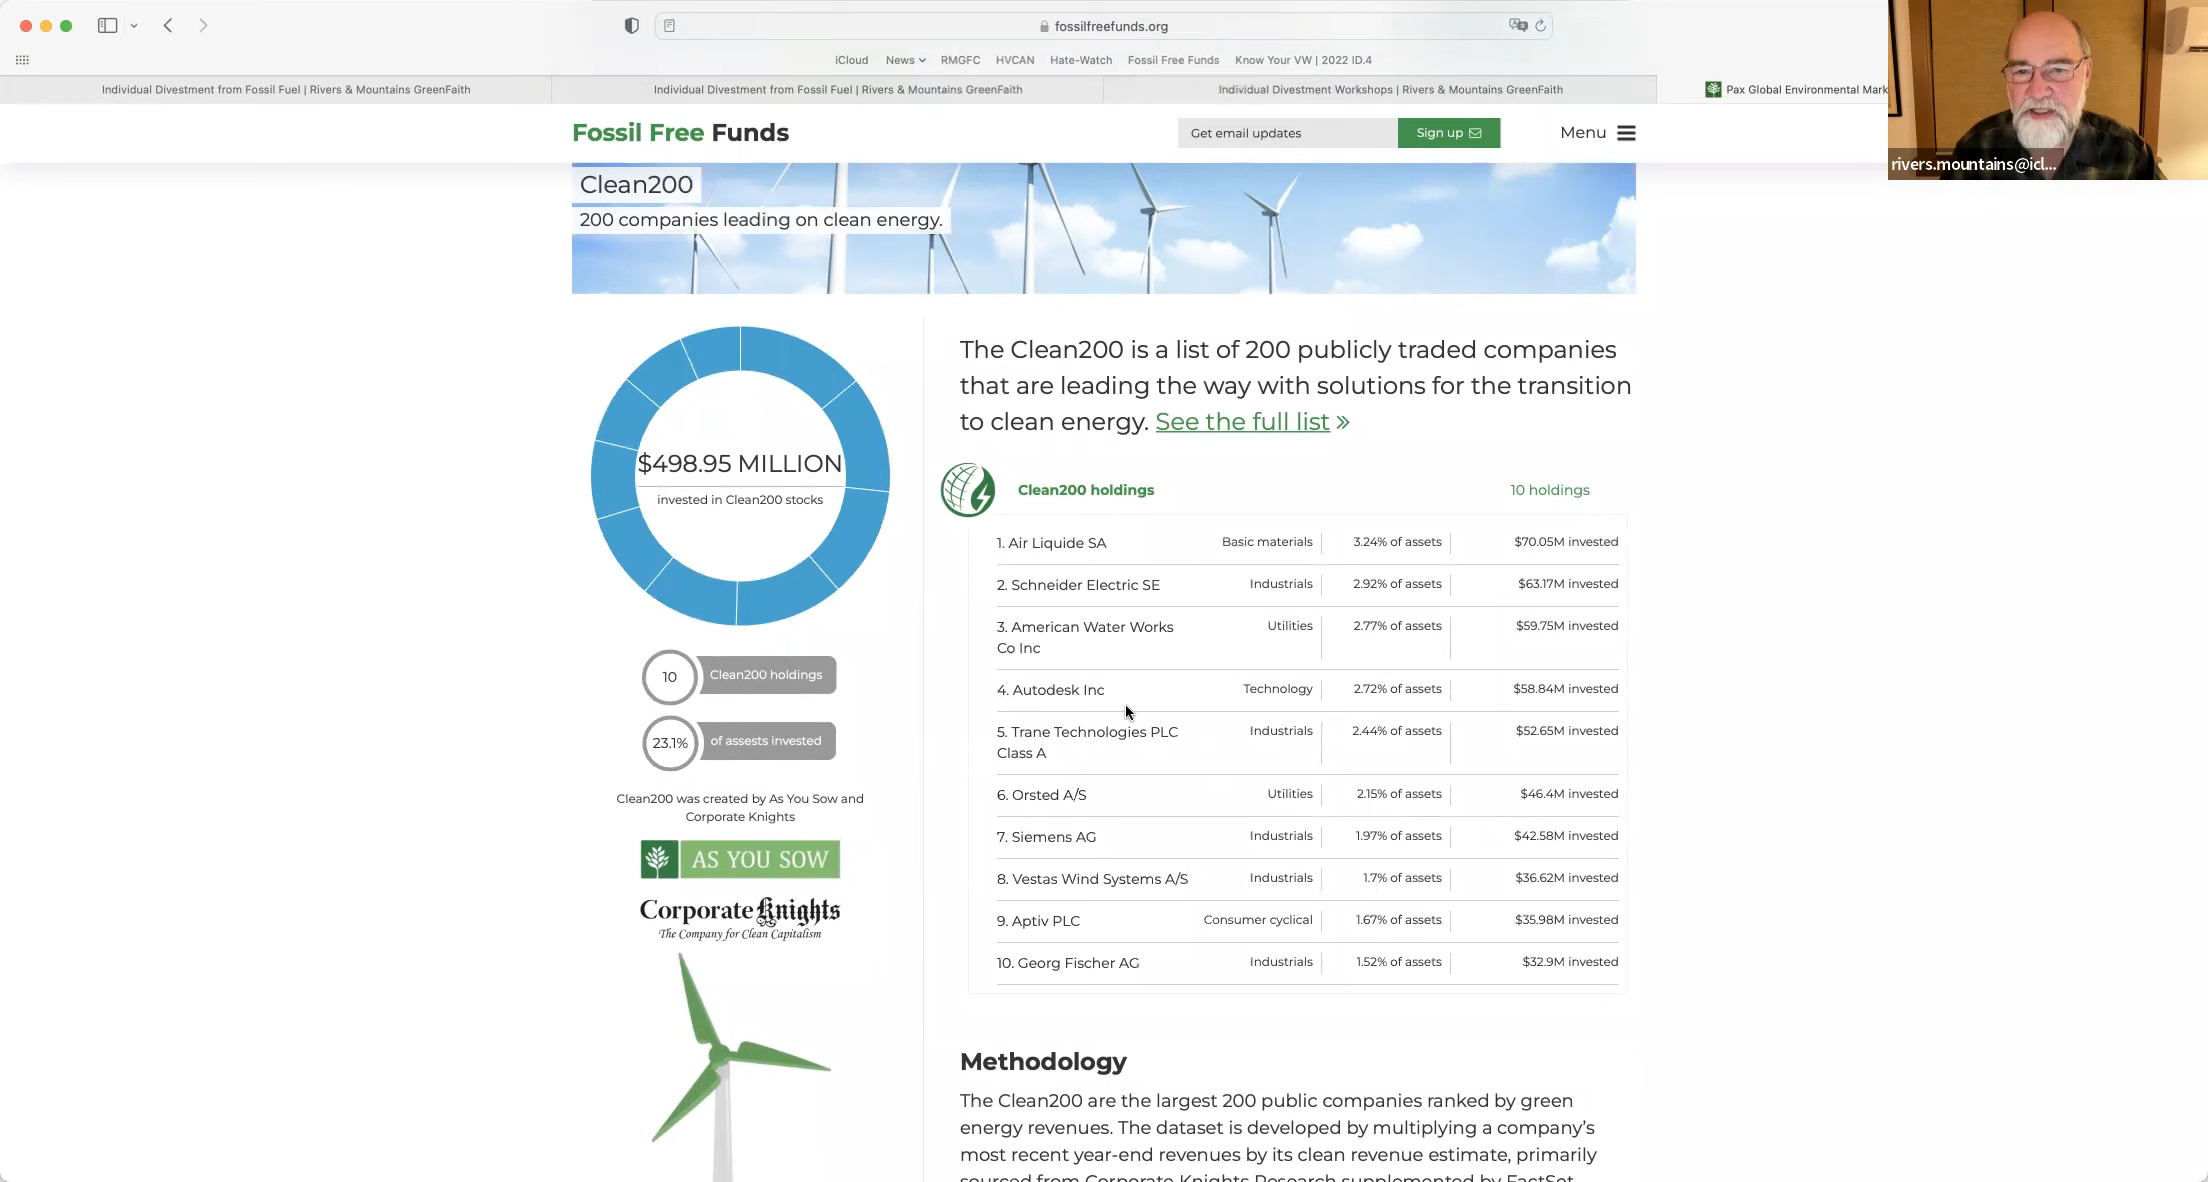 fossilfreefunds.org
iCloud News RMGFC HVCAN Hate-Watch Fossil Free Funds Know Your VW | 2022 ID.4
Individual Divestment from Fossil Fuel | Rivers & Mountains GreenFaith
Individual Divestment from Fossil Fuel | Rivers & Mountains GreenFaith
Individual Divestment Workshops | Rivers & Mountains GreenFaith
Pax Global Environmental Mark
rivers.mountains@icl...
Fossil Free Funds
Get email updates
Sign up
Menu
Clean200
200 companies leading on clean energy.
$498.95 MILLION
invested in Clean200 stocks
10 Clean200 holdings
23.1% of assests invested
Clean200 was created by As You Sow and
Corporate Knights
AS YOU SOW
Corporate Knights
The Company for Clean Capitalism
The Clean200 is a list of 200 publicly traded companies
that are leading the way with solutions for the transition
to clean energy. See the full list »
Clean200 holdings 10 holdings
1. Air Liquide SA Basic materials 3.24% of assets $70.05M invested
2. Schneider Electric SE Industrials 2.92% of assets $63.17M invested
3. American Water Works Utilities 2.77% of assets $59.75M invested
Co Inc
4. Autodesk Inc Technology 2.72% of assets $58.84M invested
5. Trane Technologies PLC Industrials 2.44% of assets $52.65M invested
Class A
6. Orsted A/S Utilities 2.15% of assets $46.4M invested
7. Siemens AG Industrials 1.97% of assets $42.58M invested
8. Vestas Wind Systems A/S Industrials 1.7% of assets $36.62M invested
9. Aptiv PLC Consumer cyclical 1.67% of assets $35.98M invested
10. Georg Fischer AG Industrials 1.52% of assets $32.9M invested
Methodology
The Clean200 are the largest 200 public companies ranked by green
energy revenues. The dataset is developed by multiplying a company's
most recent year-end revenues by its clean revenue estimate, primarily
sourced from Corporate Knights Research supplemented by FactSet